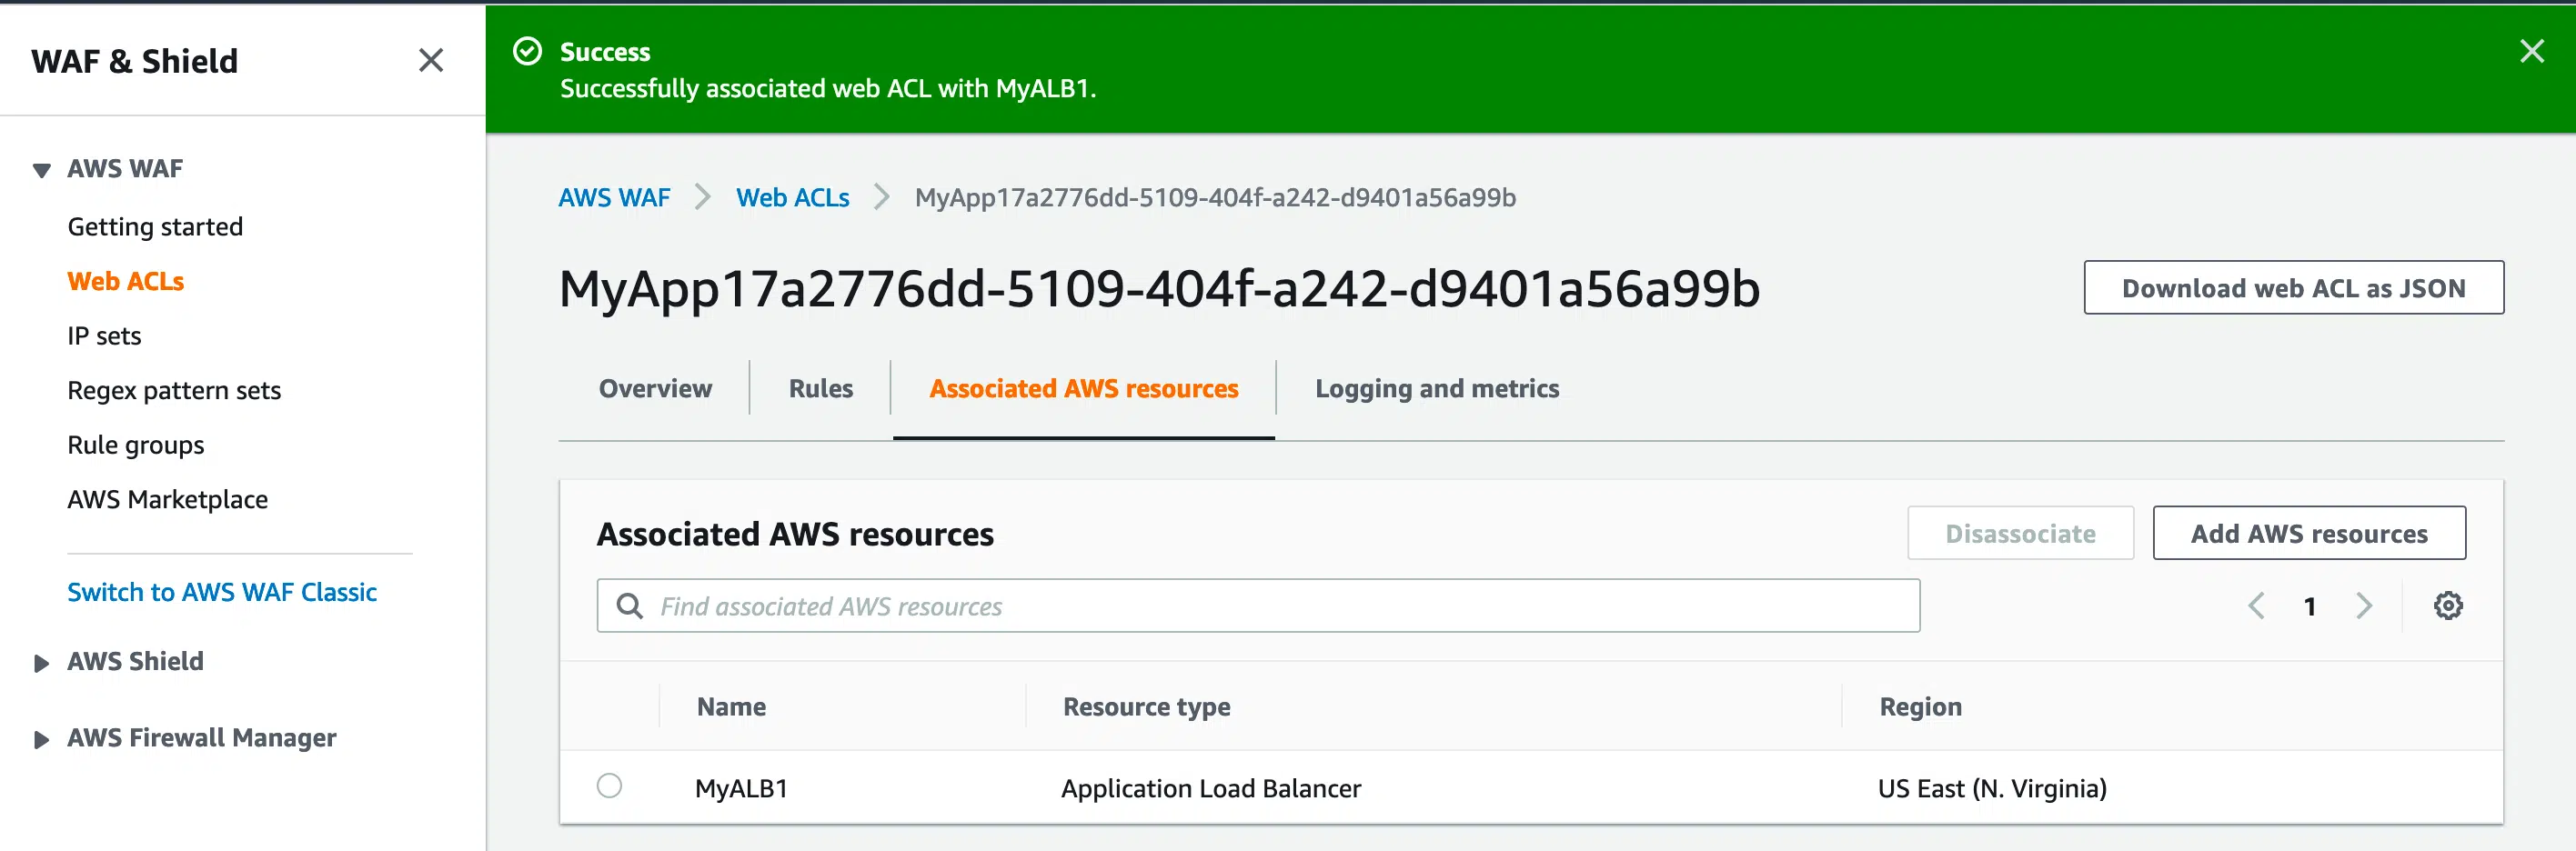 WAF & Shield
AWS WAF
Getting started
Web ACLs
IP sets
Regex pattern sets
Rule groups
AWS Marketplace
Switch to AWS WAF Classic
AWS Shield
AWS Firewall Manager
Success
Successfully associated web ACL with MyALB1.
AWS WAF > Web ACLs > MyApp17a2776dd-5109-404f-a242-d9401a56a99b
MyApp17a2776dd-5109-404f-a242-d9401a56a99b
Download web ACL as JSON
Overview Rules Associated AWS resources Logging and metrics
Associated AWS resources
Disassociate Add AWS resources
Find associated AWS resources
1
Name Resource type Region
MyALB1 Application Load Balancer US East (N. Virginia)